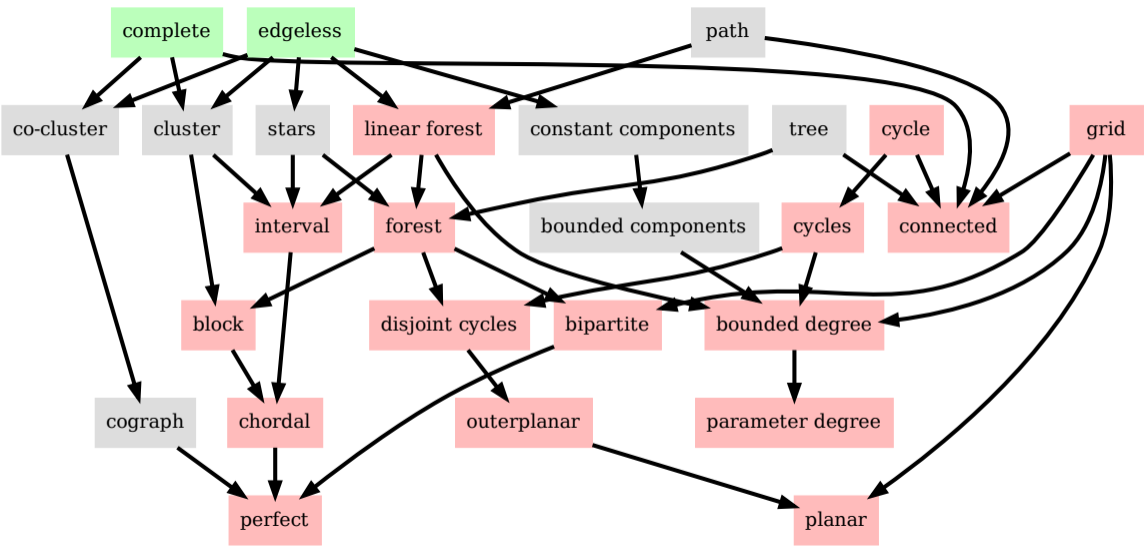 complete
edgeless
path
co-cluster
cluster
stars
linear forest
constant components
tree
cycle
grid
interval
forest
bounded components
cycles
connected
block
disjoint cycles
bipartite
bounded degree
cograph
chordal
outerplanar
parameter degree
perfect
planar